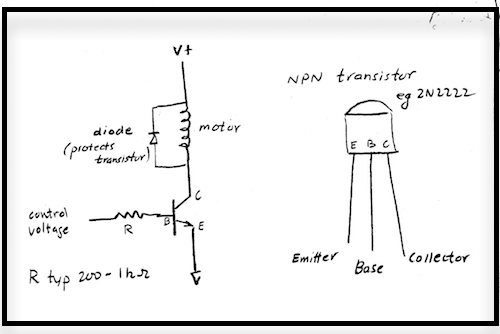 V+
diode
(protects
transistor)
motor
C
B
E
control
voltage
R
R typ 200-1kΩ
NPN transistor
eg 2N2222
E B C
Emitter
Base
Collector